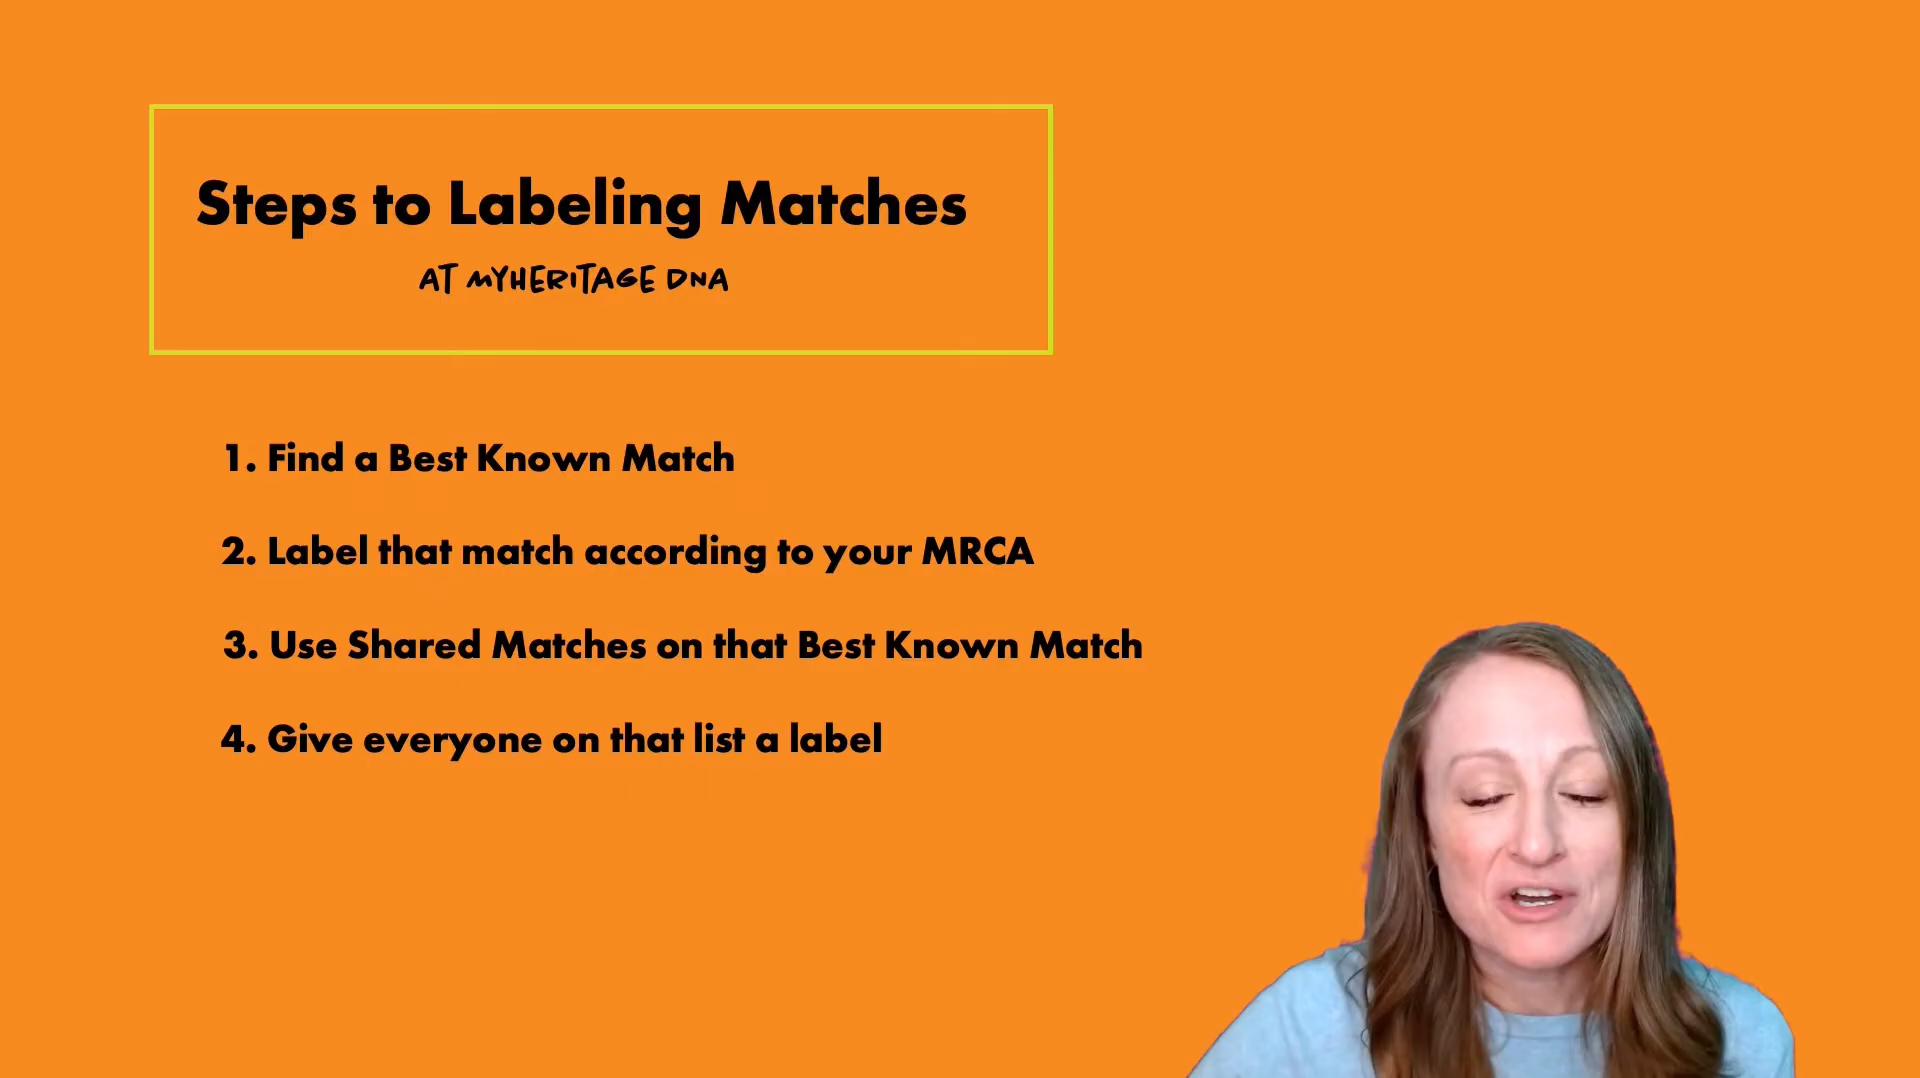 Steps to Labeling Matches
AT MYHERITAGE DNA
1. Find a Best Known Match
2. Label that match according to your MRCA
3. Use Shared Matches on that Best Known Match
4. Give everyone on that list a label